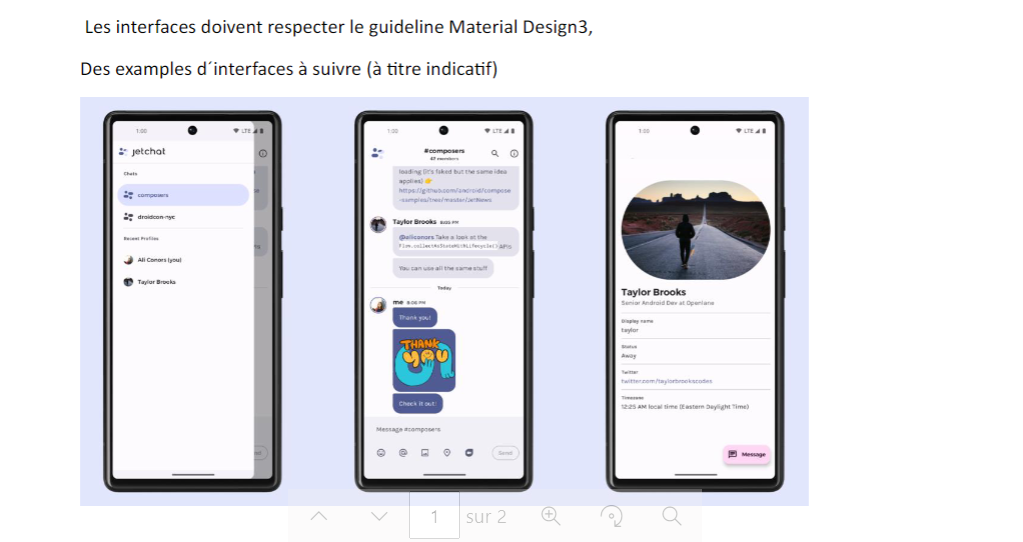 Les interfaces doivent respecter le guideline Material Design3,
Des examples d´interfaces à suivre (à titre indicatif)
1:00
LTE
jetchat
Chats
composers
droidcon-nyc
Recent Profiles
Ali Conors (you)
Taylor Brooks
1:00
LTE
#composers
42 members
loading (it's faked but the same idea
applies) 👉
https://github.com/android/compose
-samples/tree/master/JetNews
Taylor Brooks 8:05 PM
@aliconors Take a look at the
Flow.collectAsStateWithLifecycle() APIs
You can use all the same stuff
Today
me 8:06 PM
Thank you!
THANK
YOU
Check it out!
Message #composers
Send
1:00
LTE
Taylor Brooks
Senior Android Dev at Openlane
Display name
taylor
Status
Away
Twitter
twitter.com/taylorbrookscodes
Timezone
12:25 AM local time (Eastern Daylight Time)
Message
1 sur 2